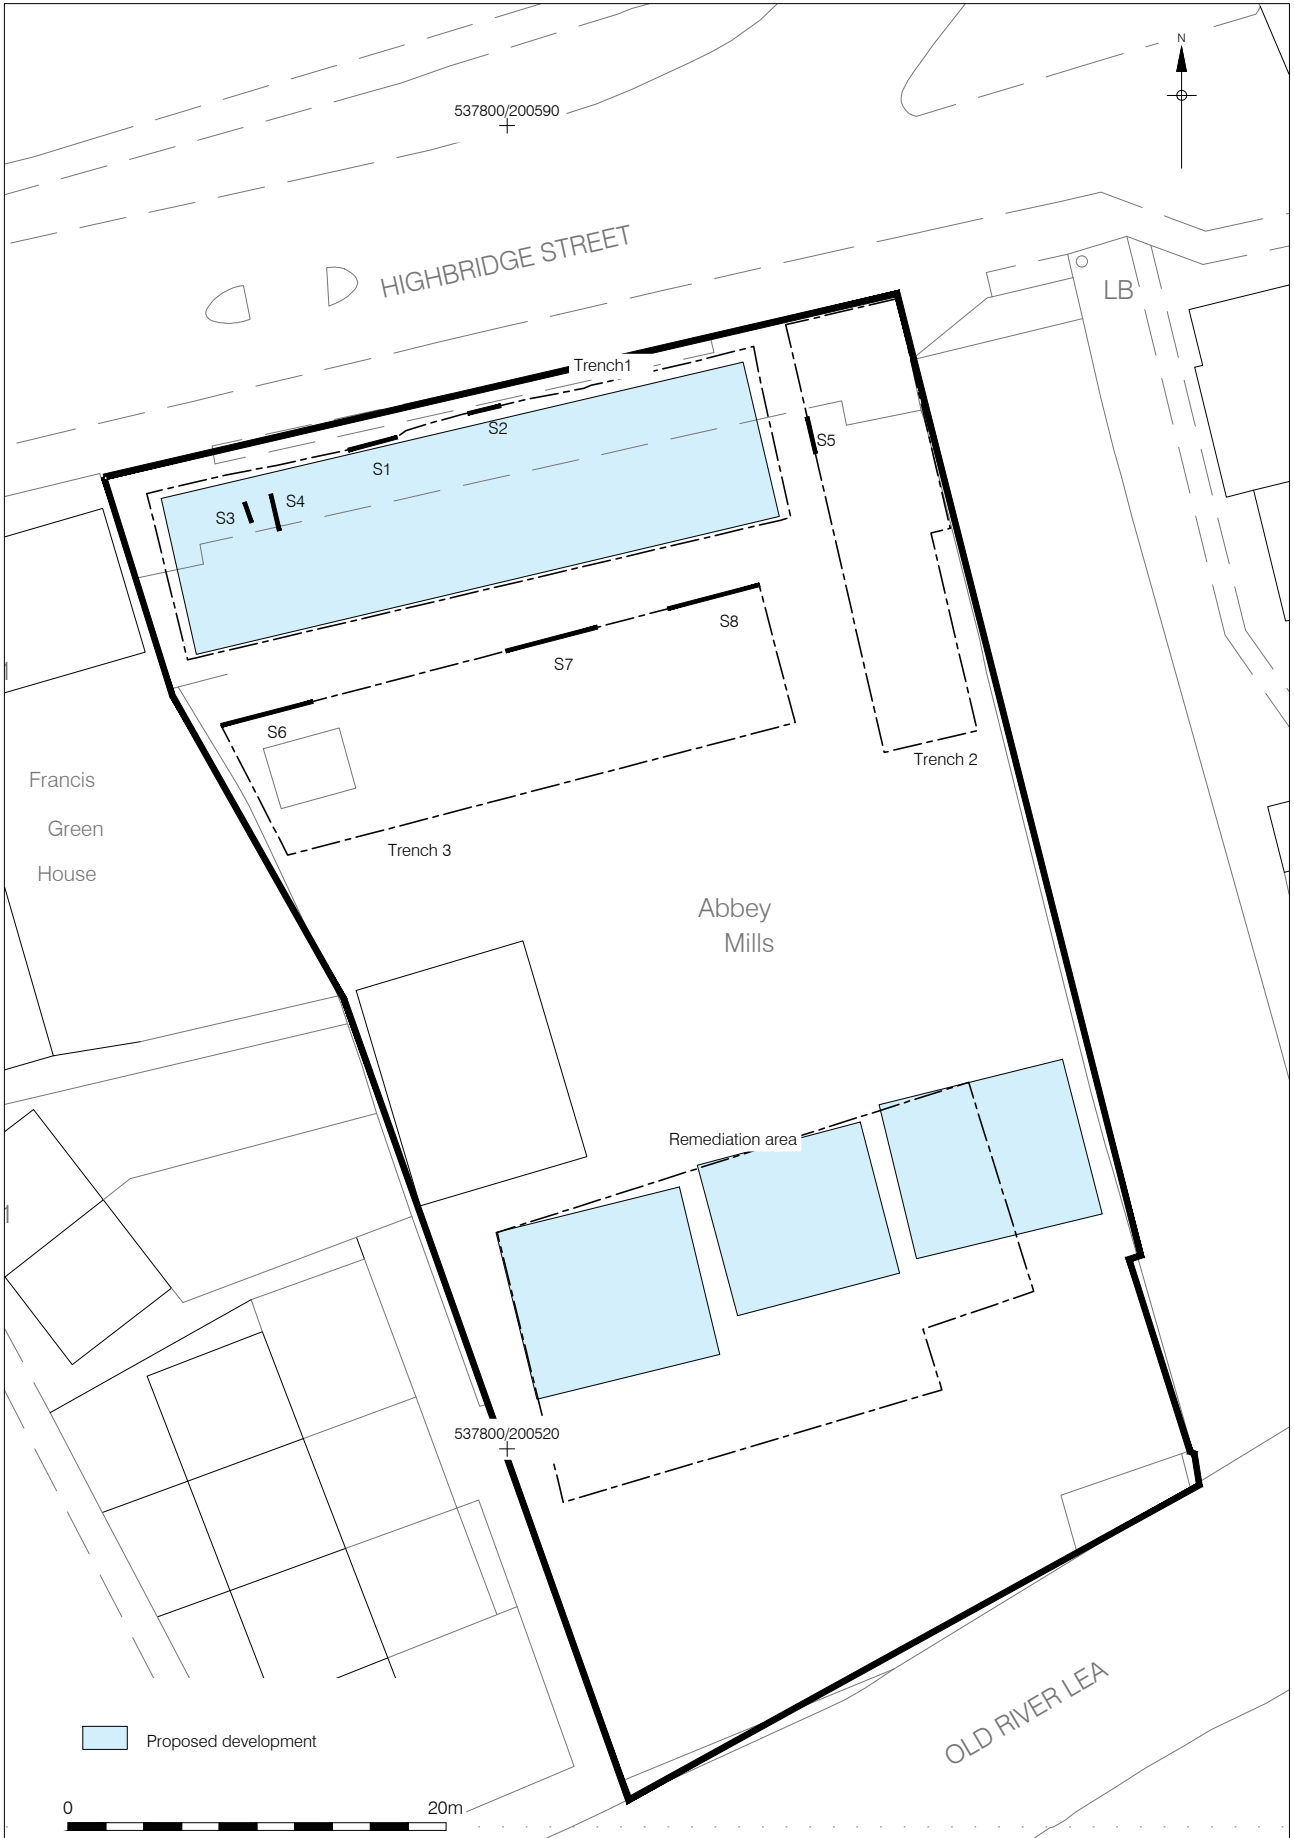 N
537800/200590
HIGHBRIDGE STREET
LB
Trench1
S2
S1
S5
S4
S3
S8
S7
S6
Trench 2
Francis
Green
House
Trench 3
Abbey
Mills
Remediation area
537800/200520
OLD RIVER LEA
Proposed development
0 20m